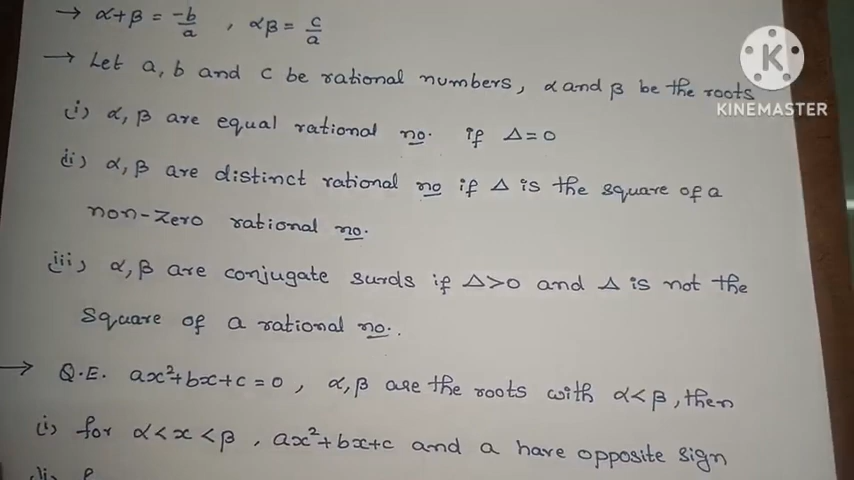 → α+β = -b/a , αβ = c/a
→ Let a, b and c be rational numbers, α and β be the roots
(i) α, β are equal rational no. if Δ=0
(ii) α, β are distinct rational no if Δ is the square of a
non-zero rational no.
(iii) α, β are conjugate surds if Δ>0 and Δ is not the
square of a rational no..
→ Q.E. ax²+bx+c=0, α,β are the roots with α<β, then
(i) for α<x<β, ax²+bx+c and a have opposite sign
K
KINEMASTER